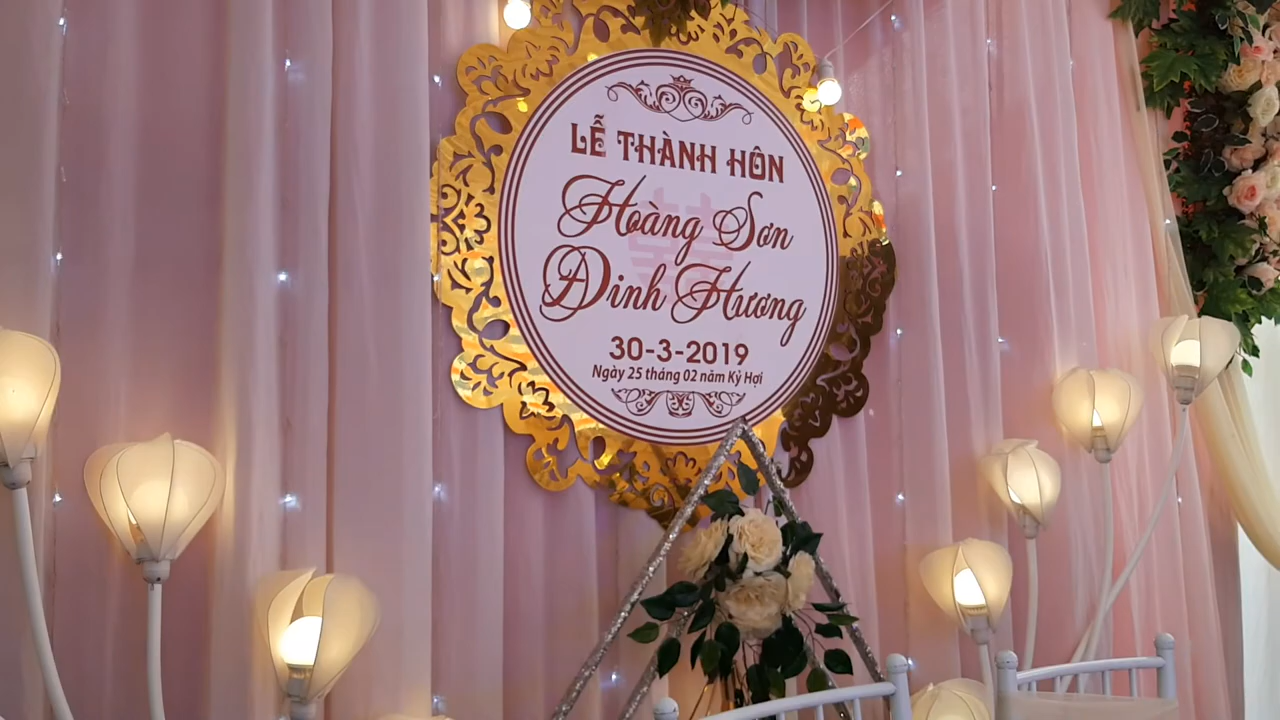 LỄ THÀNH HÔN
Hoàng Sơn
Đinh Hương
30-3-2019
Ngày 25 tháng 02 năm Kỷ Hợi